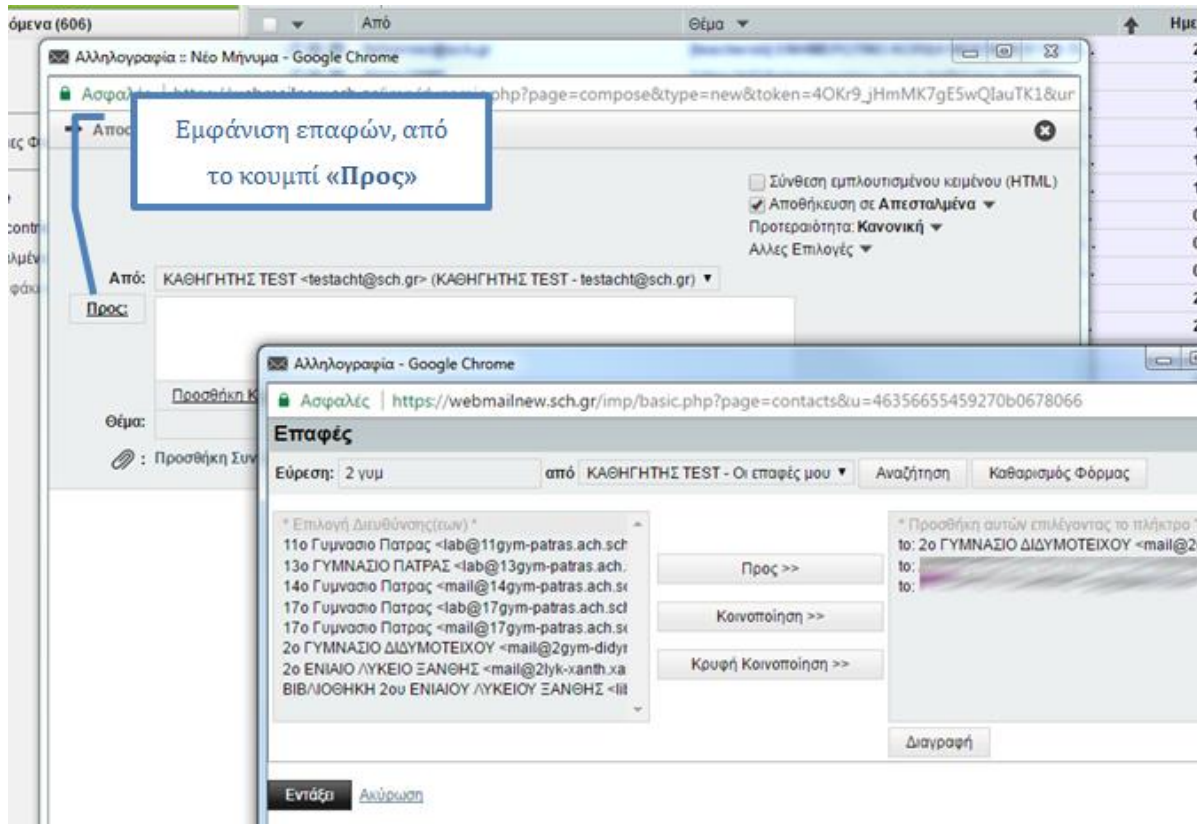 όμενα (606)
Από
Θέμα
Ημε
Αλληλογραφία :: Νέο Μήνυμα - Google Chrome
php?page=compose&type=new&token=4OKr9_jHmMK7gE5wQIauTK1&ur
Εμφάνιση επαφών, από
το κουμπί «Προς»
Σύνθεση εμπλουτισμένου κειμένου (HTML)
Αποθήκευση σε Απεσταλμένα
Προτεραιότητα: Κανονική
Άλλες Επιλογές
Από: ΚΑΘΗΓΗΤΗΣ TEST <testacht@sch.gr> (ΚΑΘΗΓΗΤΗΣ TEST - testacht@sch.gr)
Προς:
Προσθήκη Κ
Θέμα:
: Προσθήκη Συν
Αλληλογραφία - Google Chrome
Ασφαλές | https://webmailnew.sch.gr/imp/basic.php?page=contacts&u=46356655459270b0678066
Επαφές
Εύρεση: 2 γυμ από ΚΑΘΗΓΗΤΗΣ TEST - Οι επαφές μου Αναζήτηση Καθαρισμός Φόρμας
* Επιλογή Διεύθυνσης(εων) *
11ο Γυμνασιο Πατρας <lab@11gym-patras.ach.sch
13ο ΓΥΜΝΑΣΙΟ ΠΑΤΡΑΣ <lab@13gym-patras.ach.
14ο Γυμνασιο Πατρας <mail@14gym-patras.ach.sc
17ο Γυμνασιο Πατρας <lab@17gym-patras.ach.scl
17ο Γυμνασιο Πατρας <mail@17gym-patras.ach.sc
2ο ΓΥΜΝΑΣΙΟ ΔΙΔΥΜΟΤΕΙΧΟΥ <mail@2gym-didyr
2ο ΕΝΙΑΙΟ ΛΥΚΕΙΟ ΞΑΝΘΗΣ <mail@2lyk-xanth.xa
ΒΙΒΛΙΟΘΗΚΗ 2ου ΕΝΙΑΙΟΥ ΛΥΚΕΙΟΥ ΞΑΝΘΗΣ <lil
Προς >>
Κοινοποίηση >>
Κρυφή Κοινοποίηση >>
* Προσθήκη αυτών επιλέγοντας το πλήκτρο
to: 2ο ΓΥΜΝΑΣΙΟ ΔΙΔΥΜΟΤΕΙΧΟΥ <mail@2
to:
to:
Διαγραφή
Εντάξει Ακύρωση